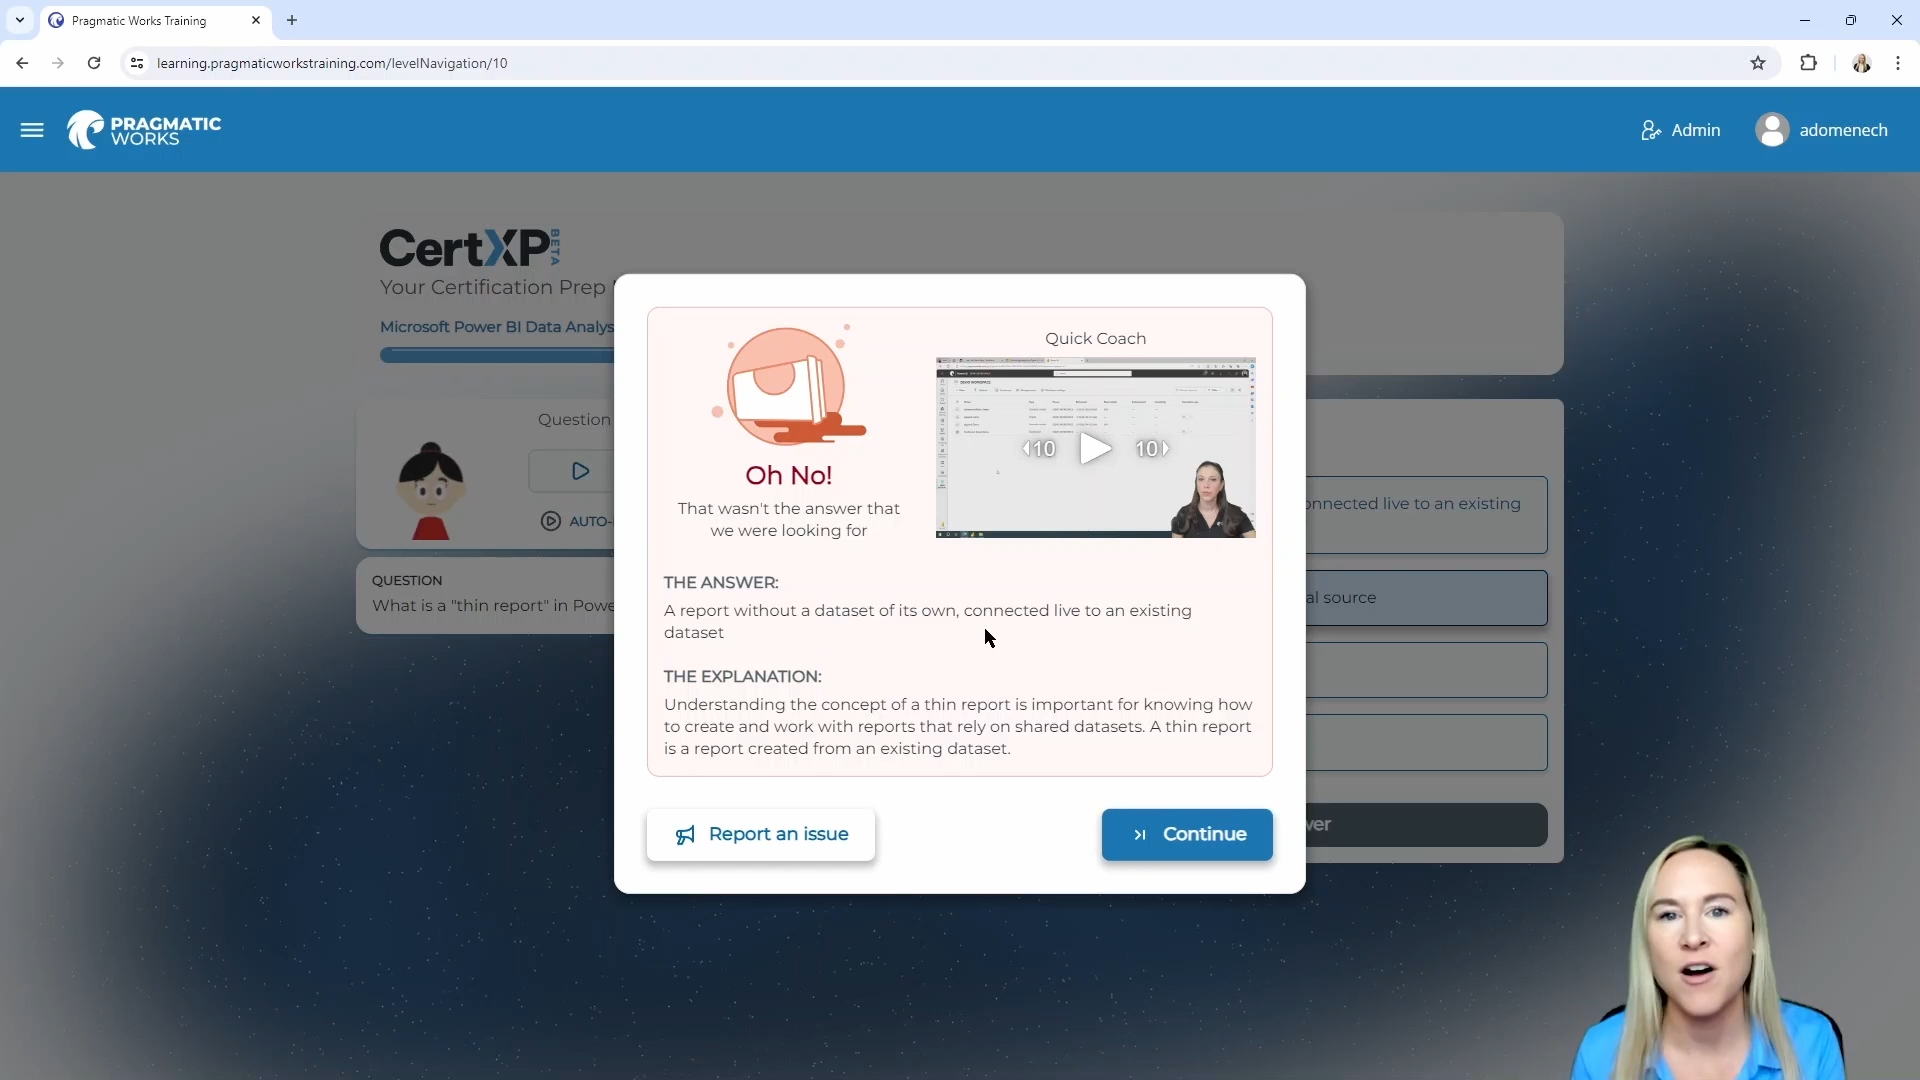 Pragmatic Works Training
learning.pragmaticworkstraining.com/levelNavigation/10
PRAGMATIC
WORKS
Admin
adomenech
CertXP BETA
Your Certification Prep
Microsoft Power BI Data Analys
Question
AUTO-
QUESTION
What is a "thin report" in Powe
Oh No!
That wasn't the answer that
we were looking for
Quick Coach
10
10
THE ANSWER:
A report without a dataset of its own, connected live to an existing
dataset
THE EXPLANATION:
Understanding the concept of a thin report is important for knowing how
to create and work with reports that rely on shared datasets. A thin report
is a report created from an existing dataset.
Report an issue
Continue
onnected live to an existing
al source
wer